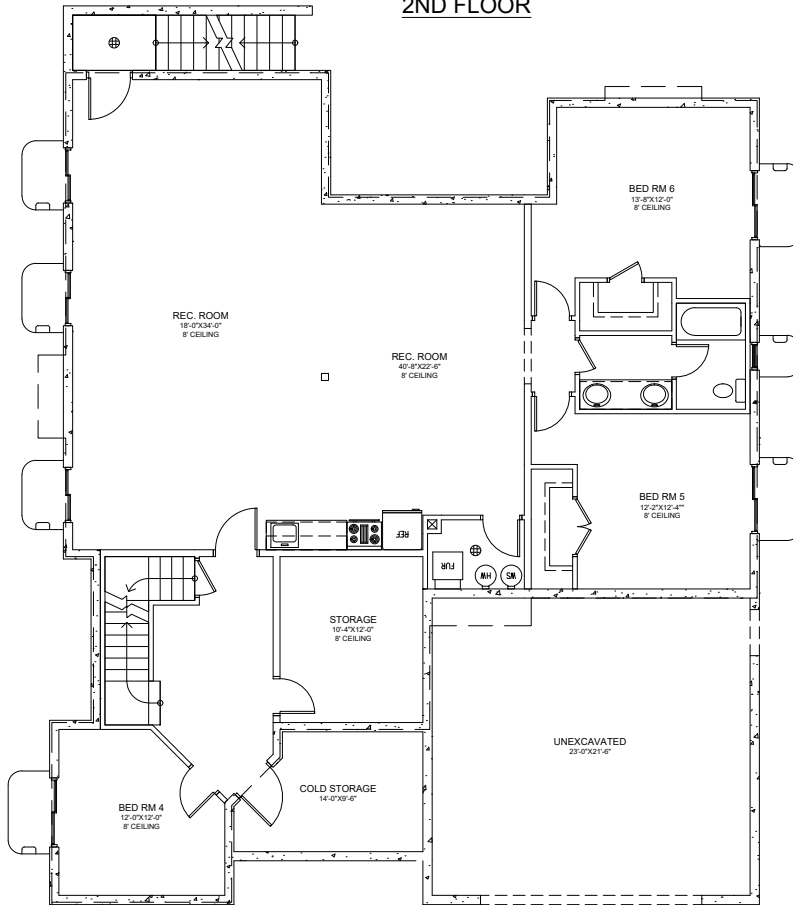 2ND FLOOR
BED RM 6
13'-8"X12'-0"
8' CEILING
REC. ROOM
18'-0"X34'-0"
8' CEILING
REC. ROOM
40'-8"X22'-6"
8' CEILING
BED RM 5
12'-2"X12'-4""
8' CEILING
REF
FUR
HW
WS
STORAGE
10'-4"X12'-0"
8' CEILING
UNEXCAVATED
23'-0"X21'-6"
COLD STORAGE
14'-0"X9'-6"
BED RM 4
12'-0"X12'-0"
8' CEILING